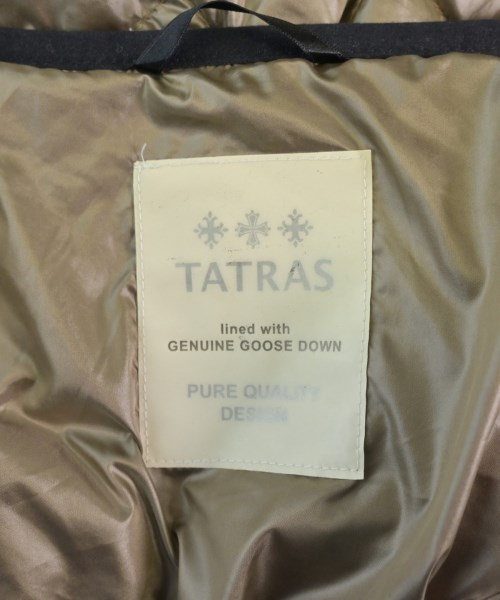 TATRAS
lined with
GENUINE GOOSE DOWN
PURE QUALITY
DESIGN